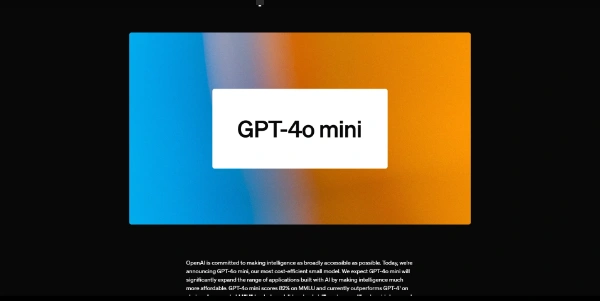 GPT-4o mini
OpenAI is committed to making intelligence as broadly accessible as possible. Today, we're
announcing GPT-4o mini, our most cost-efficient small model. We expect GPT-4o mini will
significantly expand the range of applications built with AI by making intelligence much
more affordable. GPT-4o mini scores 82% on MMLU and currently outperforms GPT-4¹ on